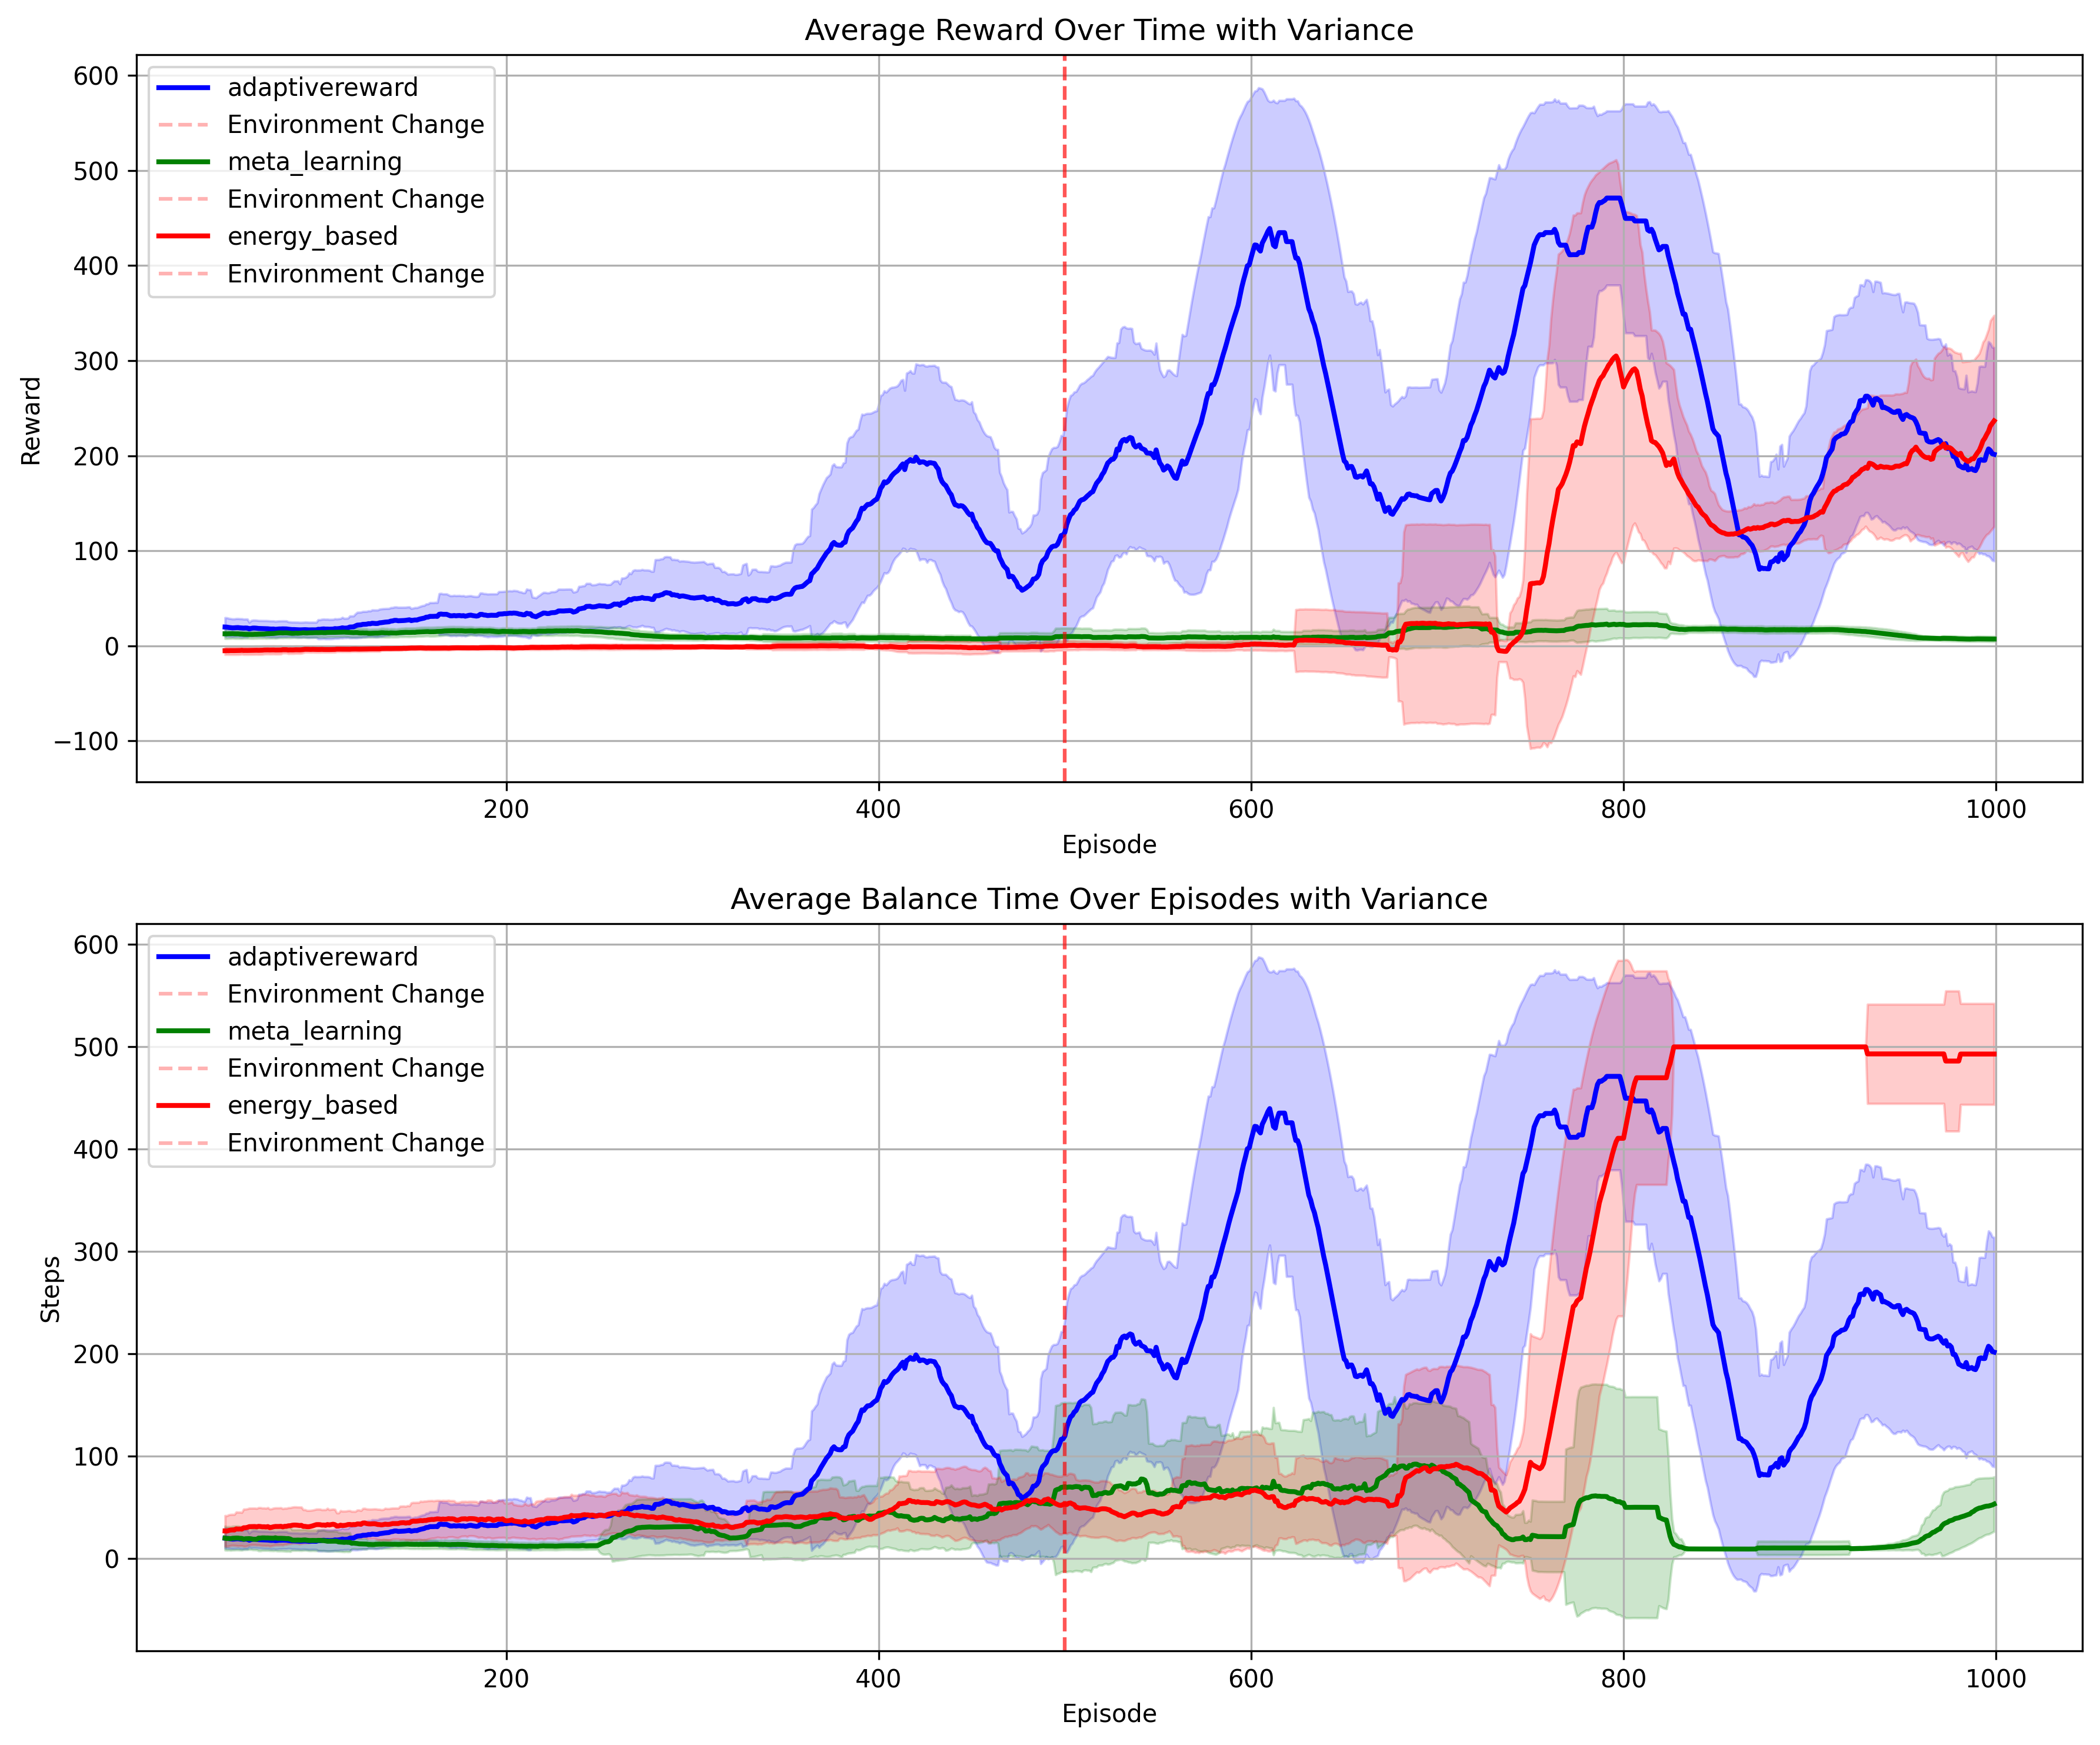 Average Reward Over Time with Variance
600
500
400
300
200
100
0
−100
Reward
adaptivereward
Environment Change
meta_learning
Environment Change
energy_based
Environment Change
200
400
600
800
1000
Episode
Average Balance Time Over Episodes with Variance
600
500
400
300
200
100
0
Steps
adaptivereward
Environment Change
meta_learning
Environment Change
energy_based
Environment Change
200
400
600
800
1000
Episode